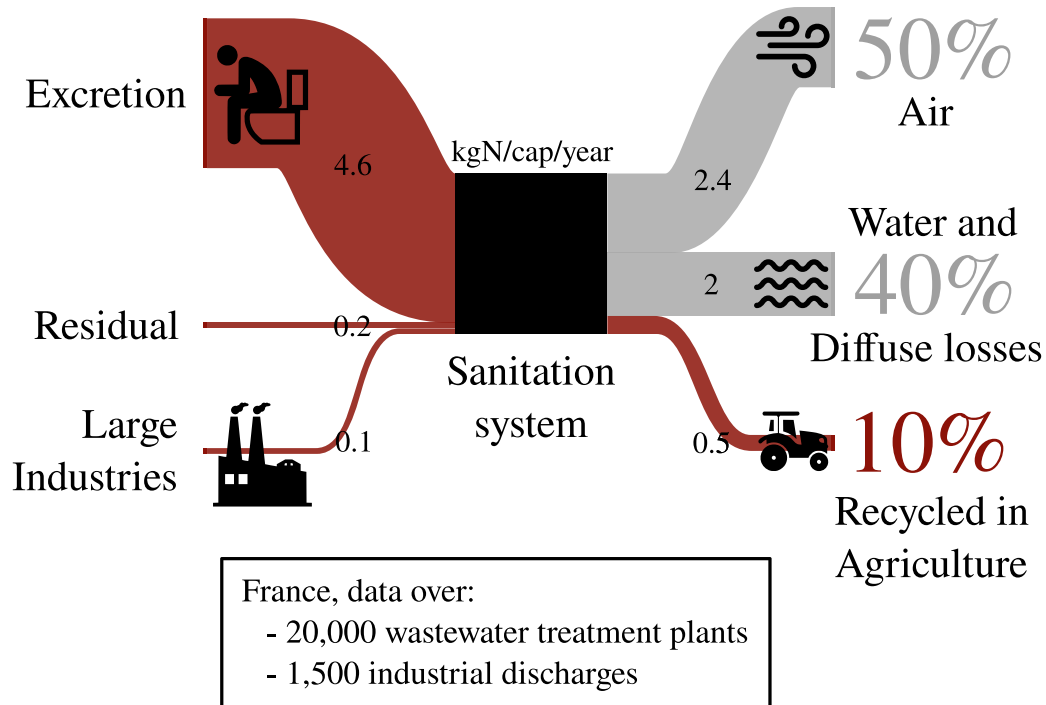 Excretion
4.6
Residual
0.2
Large
Industries
0.1
kgN/cap/year
Sanitation
system
2.4
50%
Air
2
Water and
40%
Diffuse losses
0.5
10%
Recycled in
Agriculture
France, data over:
- 20,000 wastewater treatment plants
- 1,500 industrial discharges